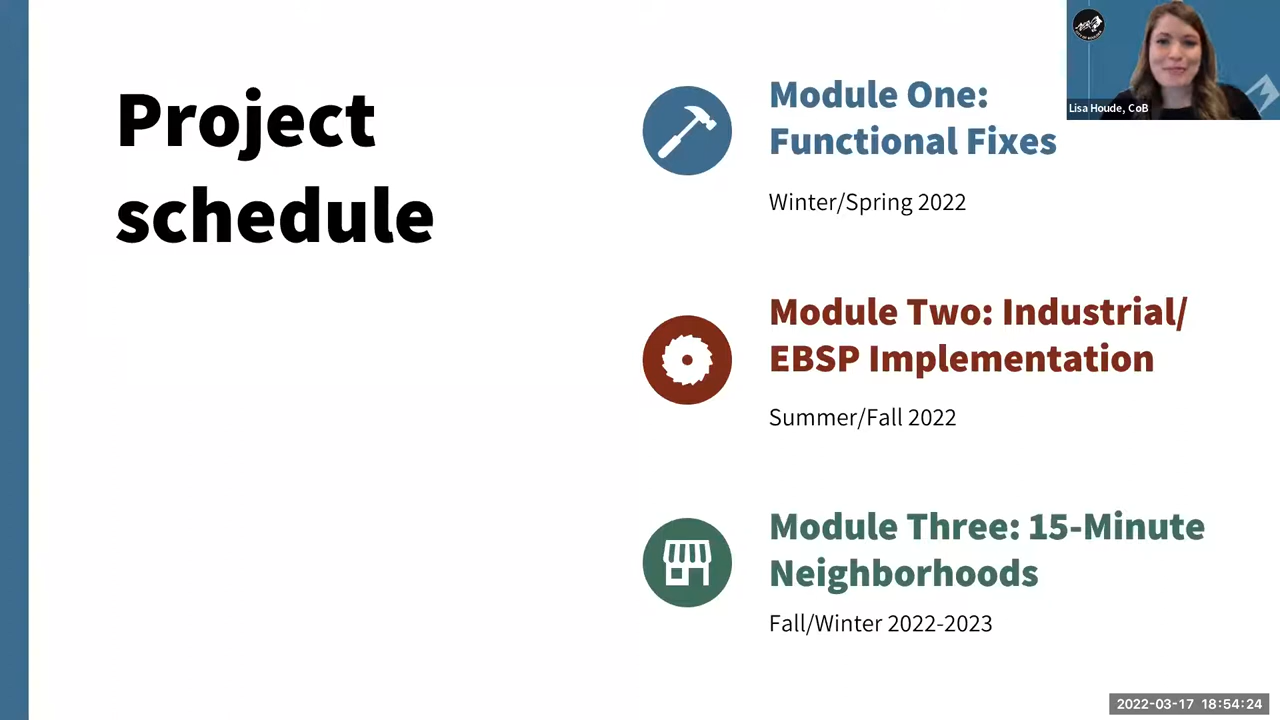 Project
schedule
Module One:
Functional Fixes
Winter/Spring 2022
Module Two: Industrial/
EBSP Implementation
Summer/Fall 2022
Module Three: 15-Minute
Neighborhoods
Fall/Winter 2022-2023
Lisa Houde, CoB
2022-03-17 18:54:24